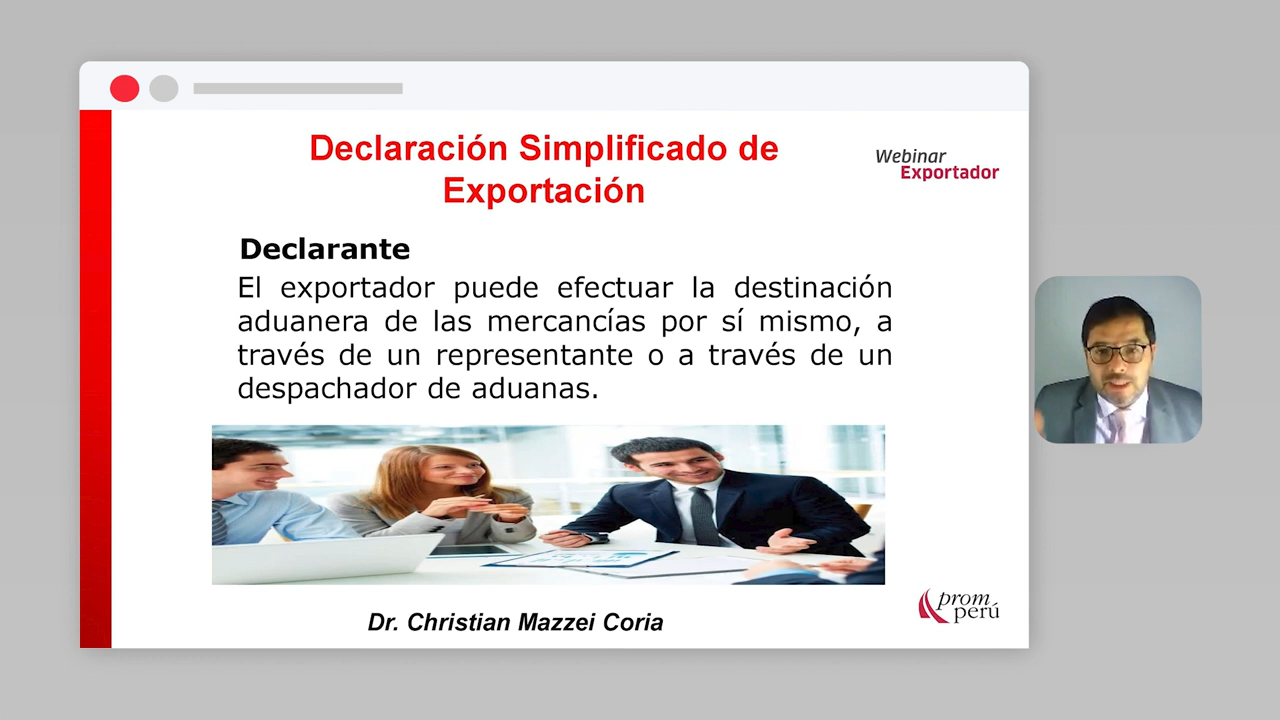 Declaración Simplificado de
Exportación
Webinar
Exportador
Declarante
El exportador puede efectuar la destinación
aduanera de las mercancías por sí mismo, a
través de un representante o a través de un
despachador de aduanas.
Dr. Christian Mazzei Coria
prom
perú